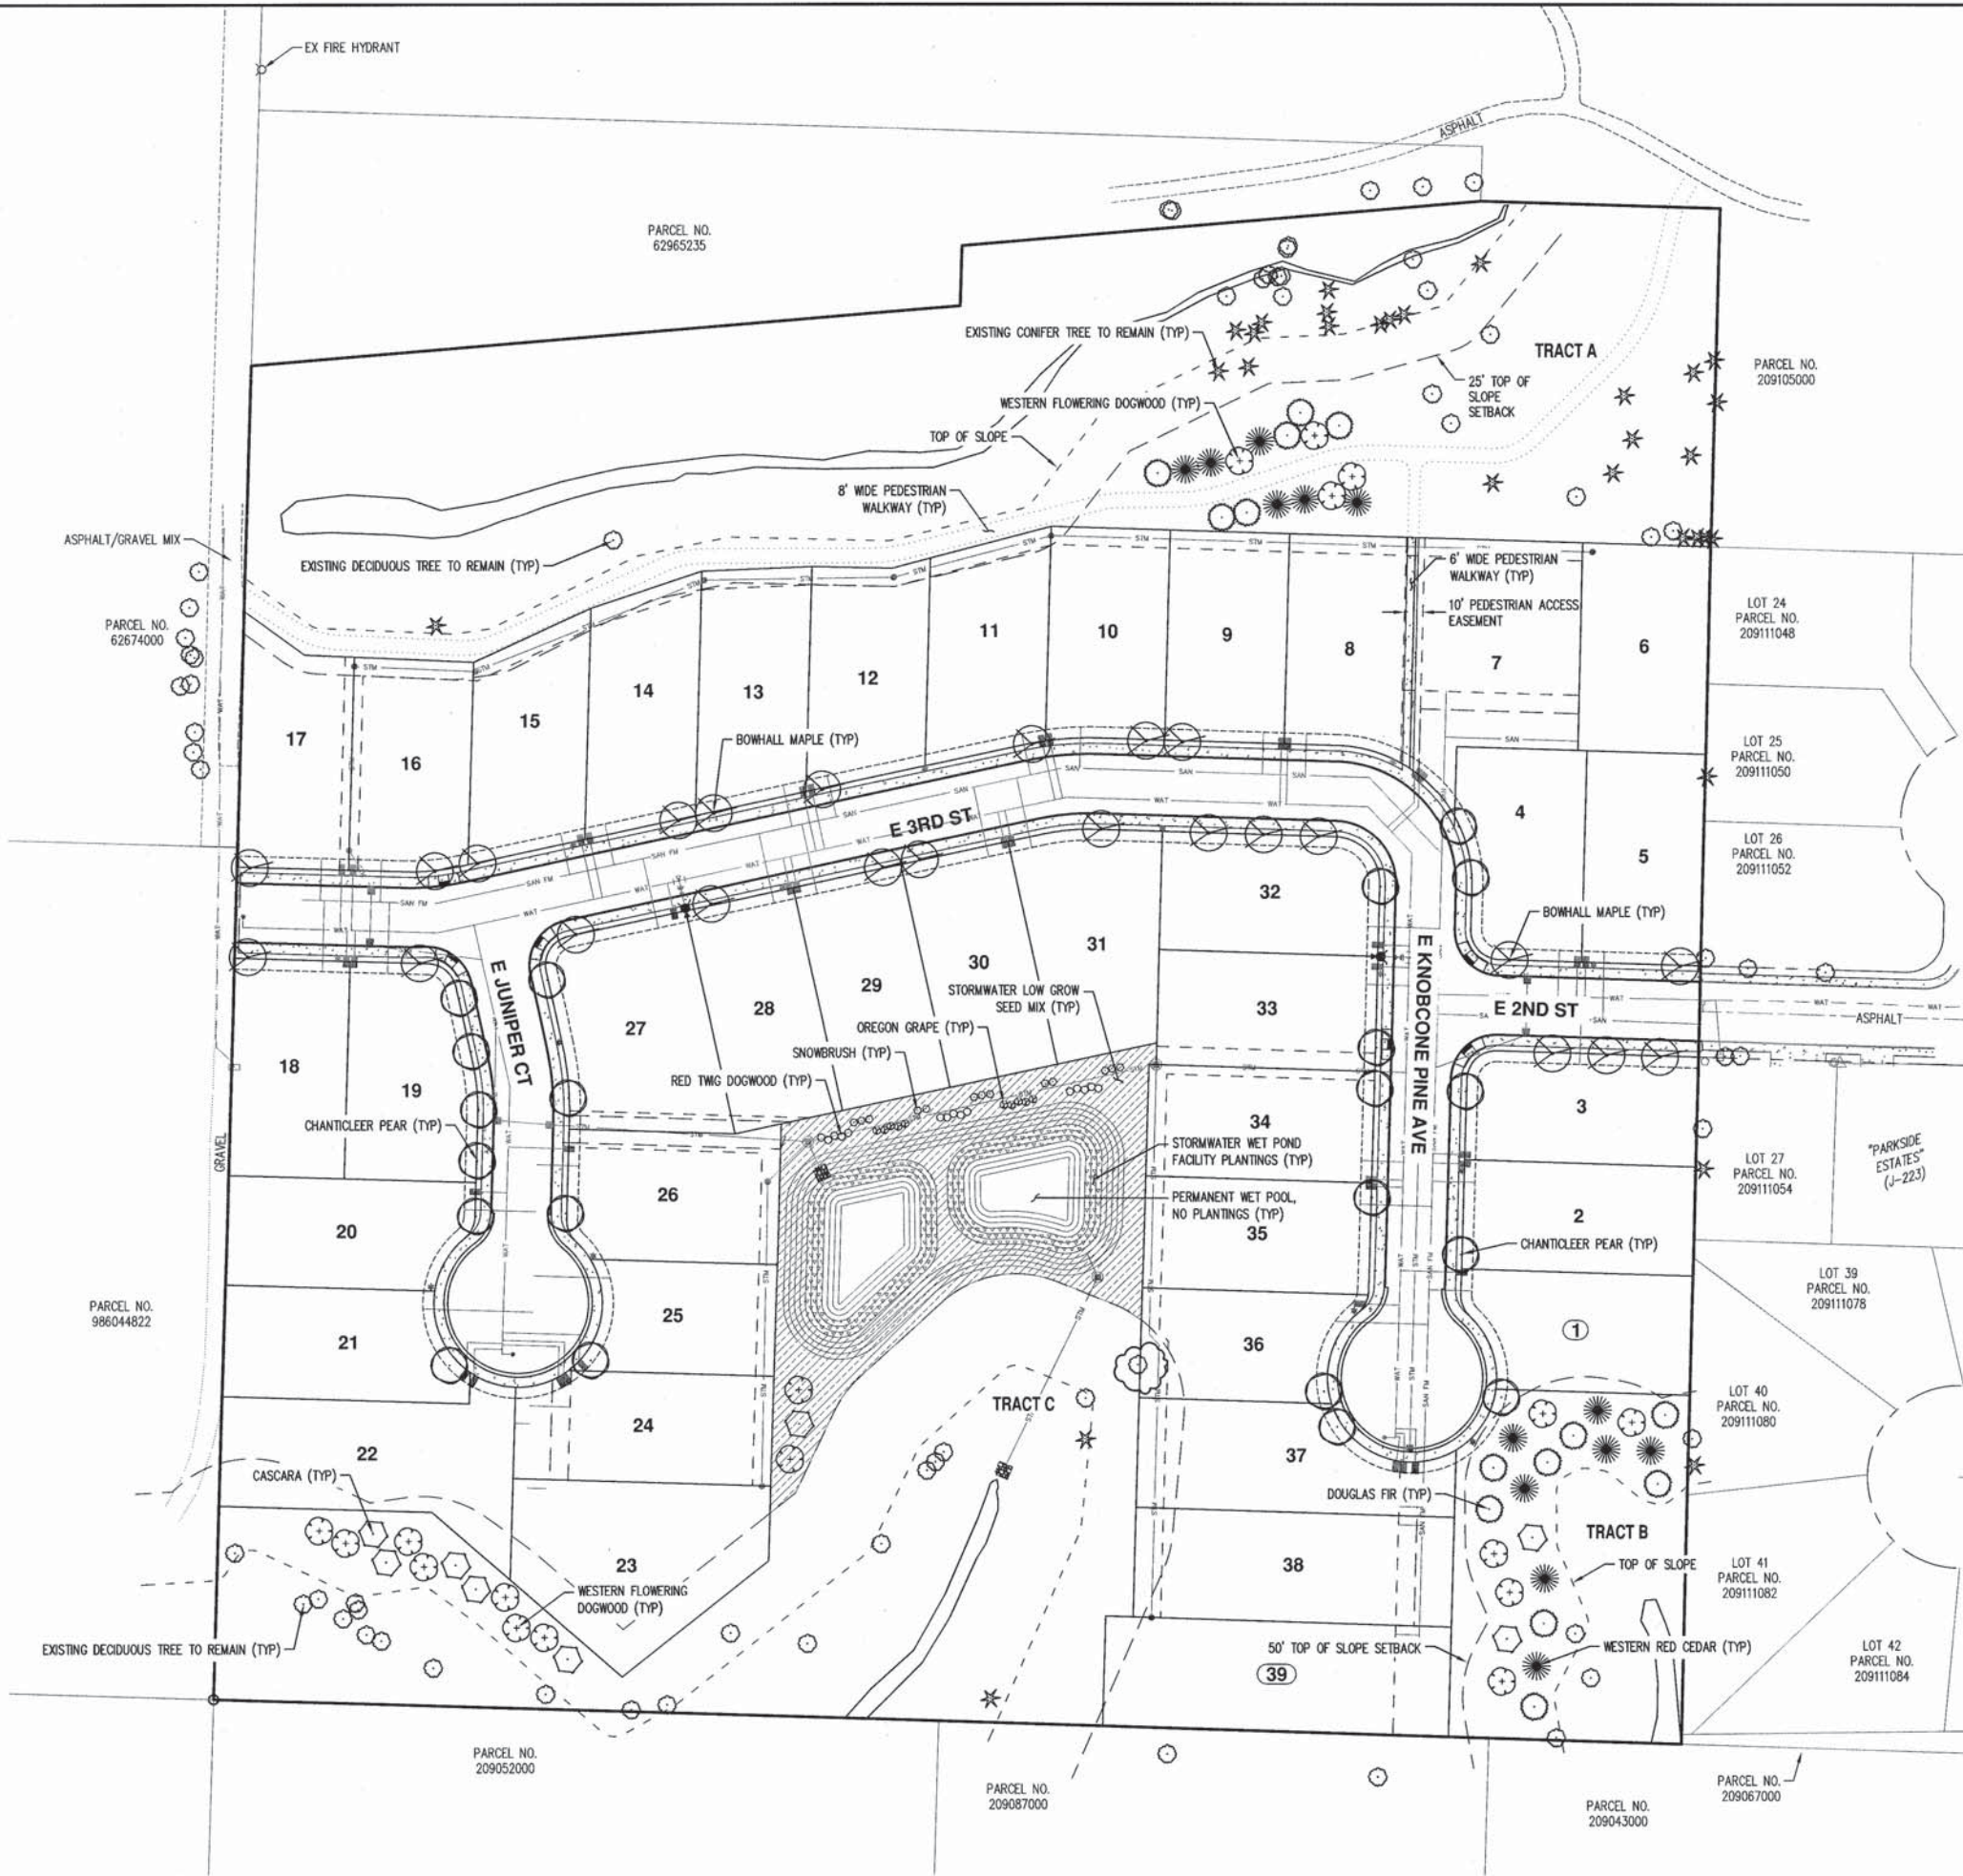 EX FIRE HYDRANT
ASPHALT
PARCEL NO.
62965235
EXISTING CONIFER TREE TO REMAIN (TYP)
TRACT A
PARCEL NO.
209105000
25' TOP OF
SLOPE
SETBACK
WESTERN FLOWERING DOGWOOD (TYP)
TOP OF SLOPE
8' WIDE PEDESTRIAN
WALKWAY (TYP)
ASPHALT/GRAVEL MIX
EXISTING DECIDUOUS TREE TO REMAIN (TYP)
6' WIDE PEDESTRIAN
WALKWAY (TYP)
10' PEDESTRIAN ACCESS
EASEMENT
PARCEL NO.
62674000
LOT 24
PARCEL NO.
209111048
17
16
15
14
13
12
11
10
9
8
7
6
BOWHALL MAPLE (TYP)
LOT 25
PARCEL NO.
209111050
4
5
LOT 26
PARCEL NO.
209111052
E 3RD ST
BOWHALL MAPLE (TYP)
32
31
30
29
28
27
33
E JUNIPER CT
E KNOBCONE PINE AVE
E 2ND ST
ASPHALT
STORMWATER LOW GROW
SEED MIX (TYP)
OREGON GRAPE (TYP)
SNOWBRUSH (TYP)
RED TWIG DOGWOOD (TYP)
18
19
CHANTICLEER PEAR (TYP)
GRAVEL
3
34
STORMWATER WET POND
FACILITY PLANTINGS (TYP)
PERMANENT WET POOL,
NO PLANTINGS (TYP)
35
LOT 27
PARCEL NO.
209111054
"PARKSIDE
ESTATES"
(J-223)
26
20
2
CHANTICLEER PEAR (TYP)
LOT 39
PARCEL NO.
209111078
PARCEL NO.
986044822
25
21
36
1
TRACT C
LOT 40
PARCEL NO.
209111080
24
22
37
CASCARA (TYP)
DOUGLAS FIR (TYP)
TRACT B
TOP OF SLOPE
LOT 41
PARCEL NO.
209111082
23
38
WESTERN FLOWERING
DOGWOOD (TYP)
EXISTING DECIDUOUS TREE TO REMAIN (TYP)
50' TOP OF SLOPE SETBACK
WESTERN RED CEDAR (TYP)
39
LOT 42
PARCEL NO.
209111084
PARCEL NO.
209052000
PARCEL NO.
209087000
PARCEL NO.
209067000
PARCEL NO.
209043000